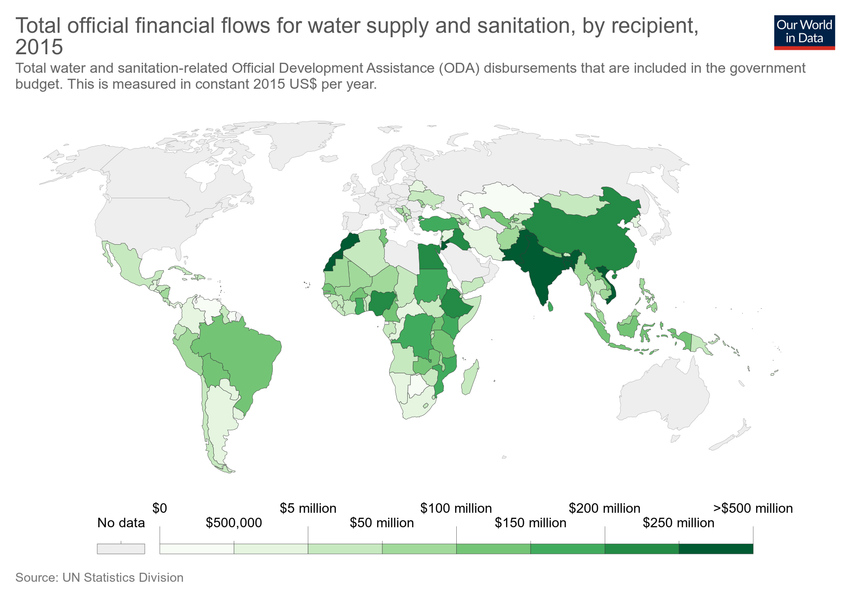 Total official financial flows for water supply and sanitation, by recipient,
2015
Our World
in Data
Total water and sanitation-related Official Development Assistance (ODA) disbursements that are included in the government
budget. This is measured in constant 2015 US$ per year.
$0 $5 million $100 million $200 million >$500 million
No data $500,000 $50 million $150 million $250 million
Source: UN Statistics Division